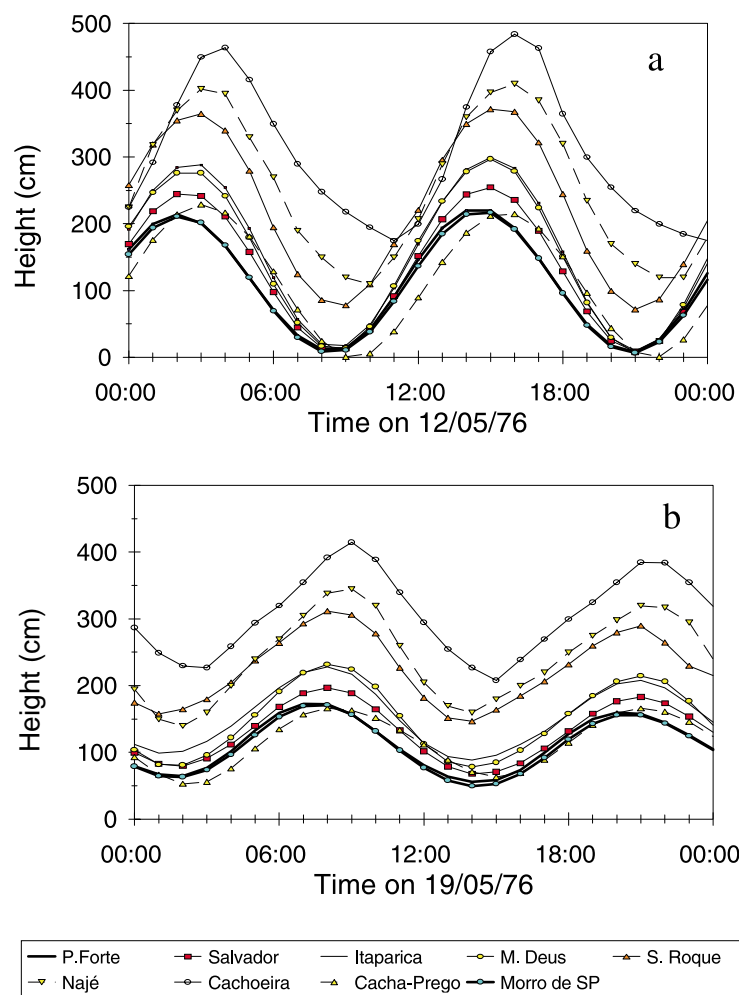 a
500
400
300
200
100
0
Height (cm)
00:00 06:00 12:00 18:00 00:00
Time on 12/05/76
b
500
400
300
200
100
0
Height (cm)
00:00 06:00 12:00 18:00 00:00
Time on 19/05/76
P.Forte Salvador Itaparica M. Deus S. Roque
Najé Cachoeira Cacha-Prego Morro de SP